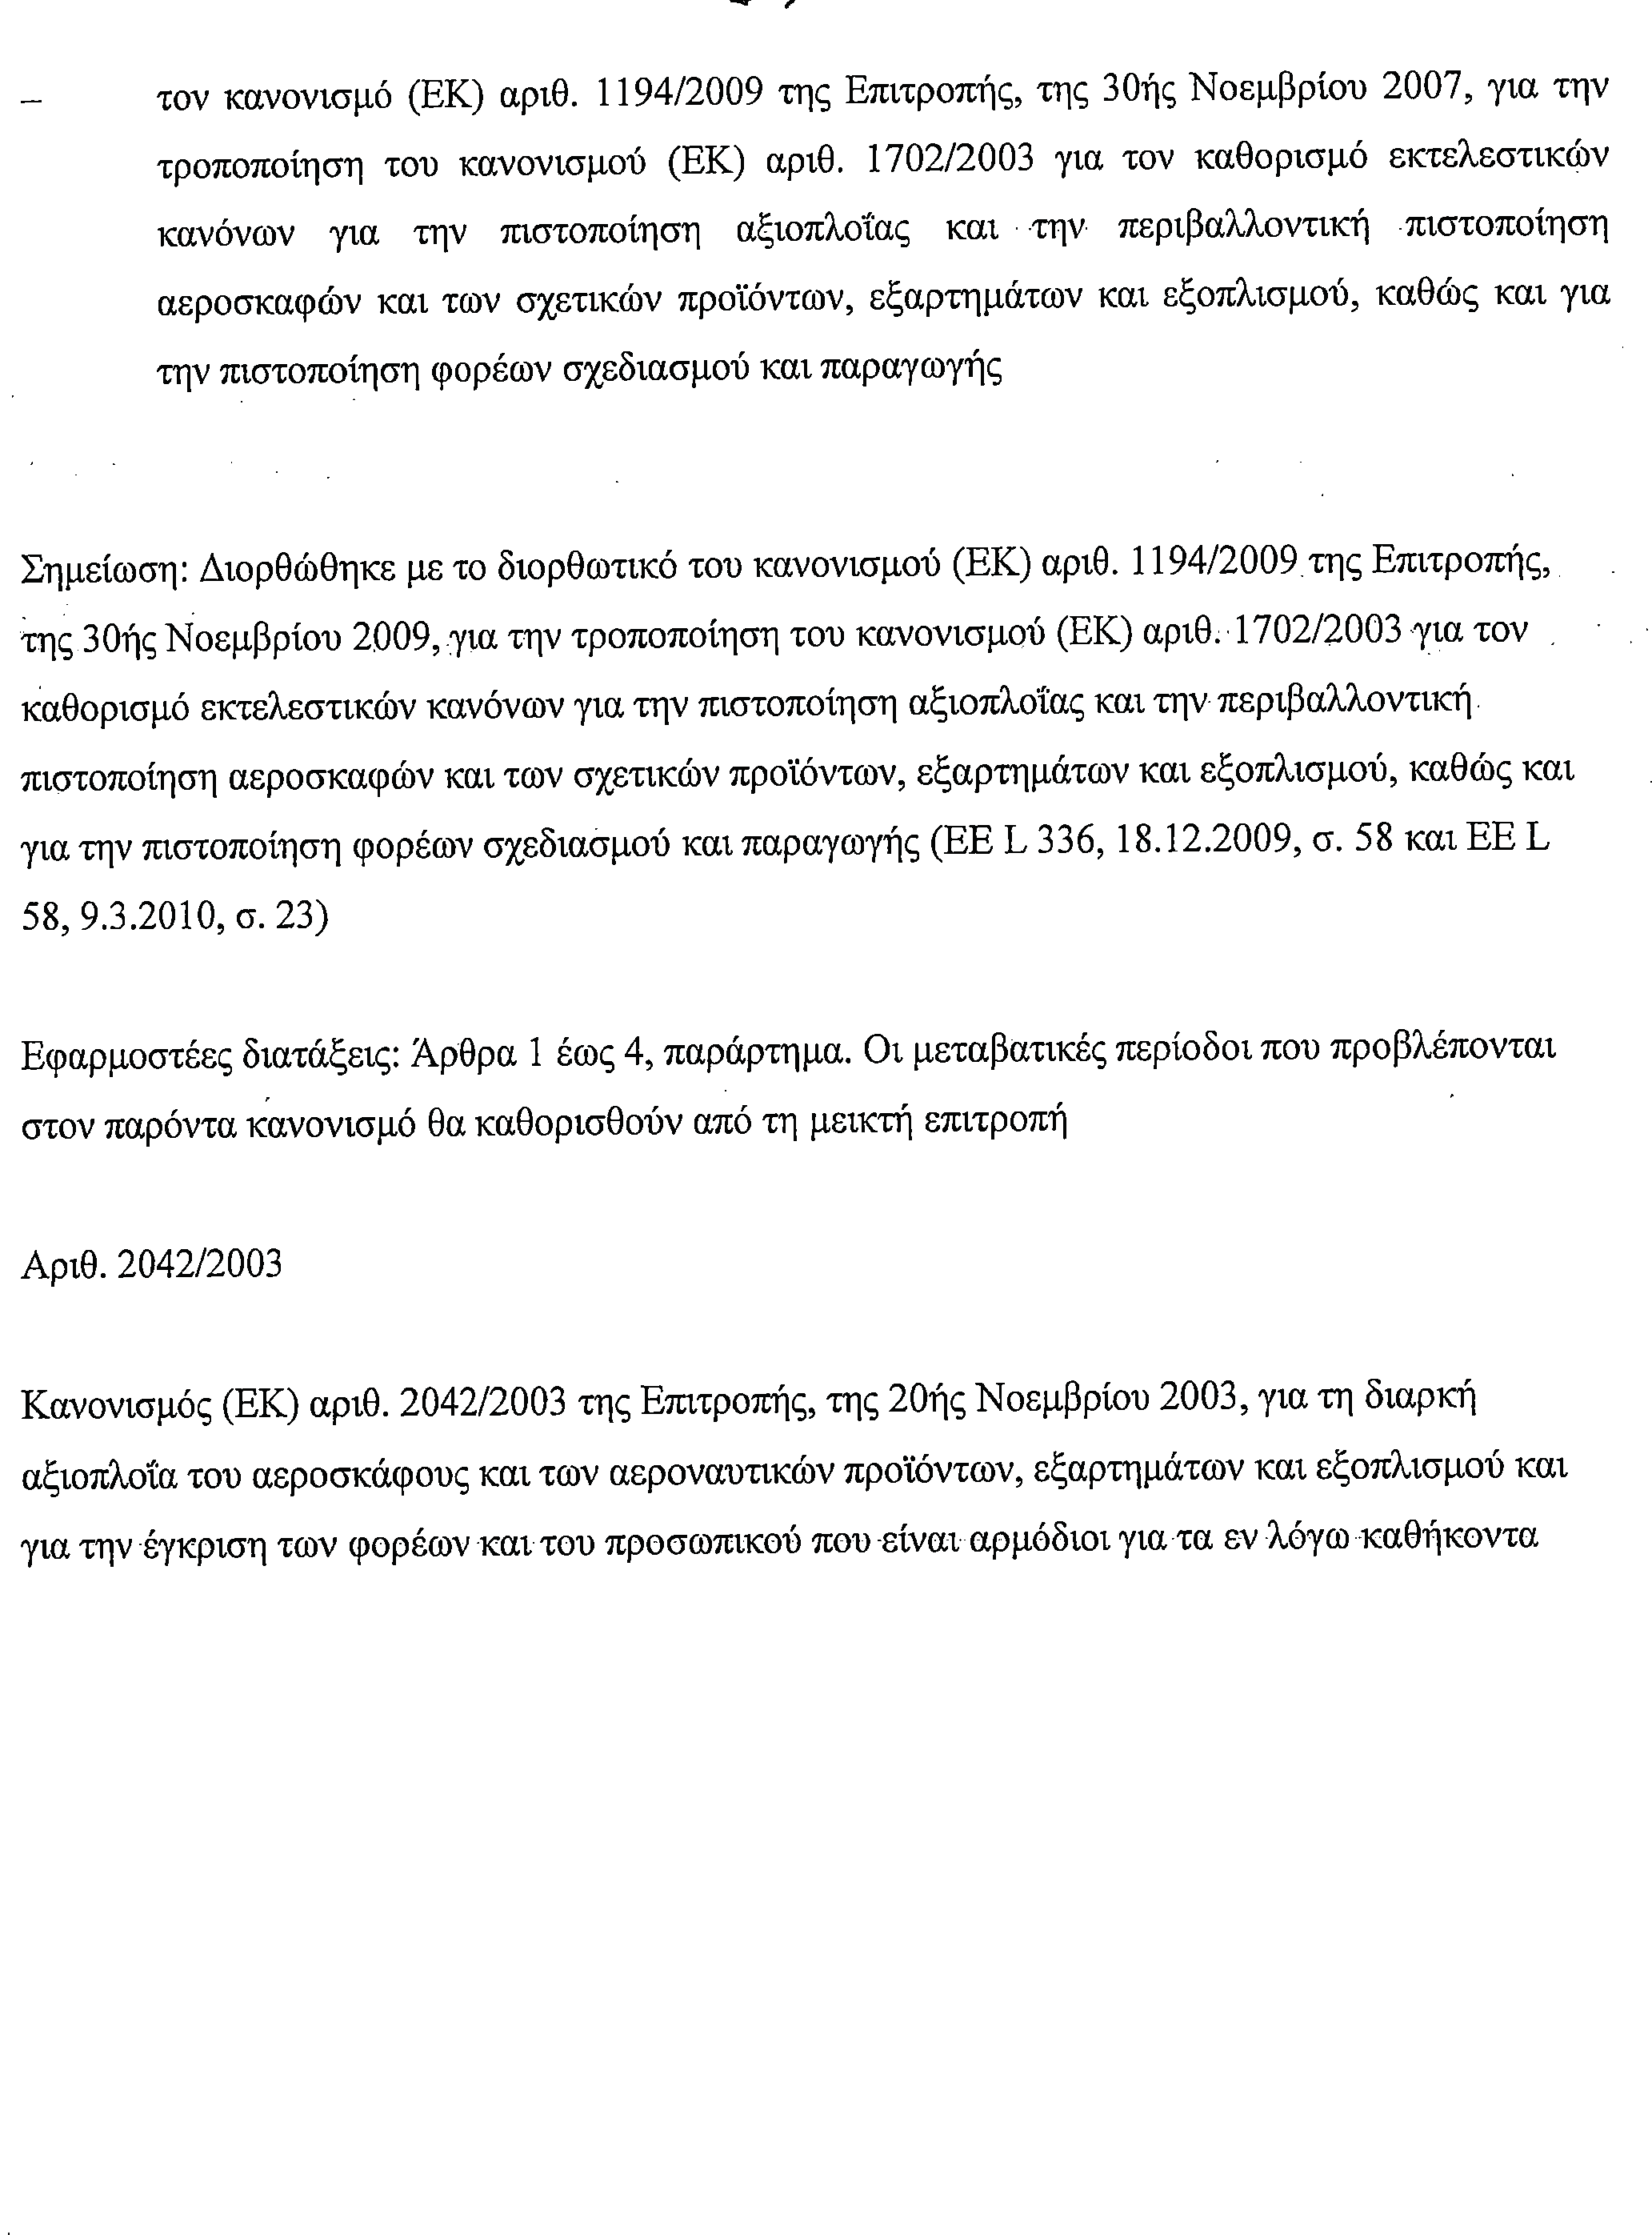 – τον κανονισμό (ΕΚ) αριθ. 1194/2009 της Επιτροπής, της 30ής Νοεμβρίου 2007, για την
τροποποίηση του κανονισμού (ΕΚ) αριθ. 1702/2003 για τον καθορισμό εκτελεστικών
κανόνων για την πιστοποίηση αξιοπλοΐας και την περιβαλλοντική πιστοποίηση
αεροσκαφών και των σχετικών προϊόντων, εξαρτημάτων και εξοπλισμού, καθώς και για
την πιστοποίηση φορέων σχεδιασμού και παραγωγής
Σημείωση: Διορθώθηκε με το διορθωτικό του κανονισμού (ΕΚ) αριθ. 1194/2009 της Επιτροπής,
της 30ής Νοεμβρίου 2009, για την τροποποίηση του κανονισμού (ΕΚ) αριθ. 1702/2003 για τον
καθορισμό εκτελεστικών κανόνων για την πιστοποίηση αξιοπλοΐας και την περιβαλλοντική
πιστοποίηση αεροσκαφών και των σχετικών προϊόντων, εξαρτημάτων και εξοπλισμού, καθώς και
για την πιστοποίηση φορέων σχεδιασμού και παραγωγής (ΕΕ L 336, 18.12.2009, σ. 58 και ΕΕ L
58, 9.3.2010, σ. 23)
Εφαρμοστέες διατάξεις: Άρθρα 1 έως 4, παράρτημα. Οι μεταβατικές περίοδοι που προβλέπονται
στον παρόντα κανονισμό θα καθορισθούν από τη μεικτή επιτροπή
Αριθ. 2042/2003
Κανονισμός (ΕΚ) αριθ. 2042/2003 της Επιτροπής, της 20ής Νοεμβρίου 2003, για τη διαρκή
αξιοπλοΐα του αεροσκάφους και των αεροναυτικών προϊόντων, εξαρτημάτων και εξοπλισμού και
για την έγκριση των φορέων και του προσωπικού που είναι αρμόδιοι για τα εν λόγω καθήκοντα